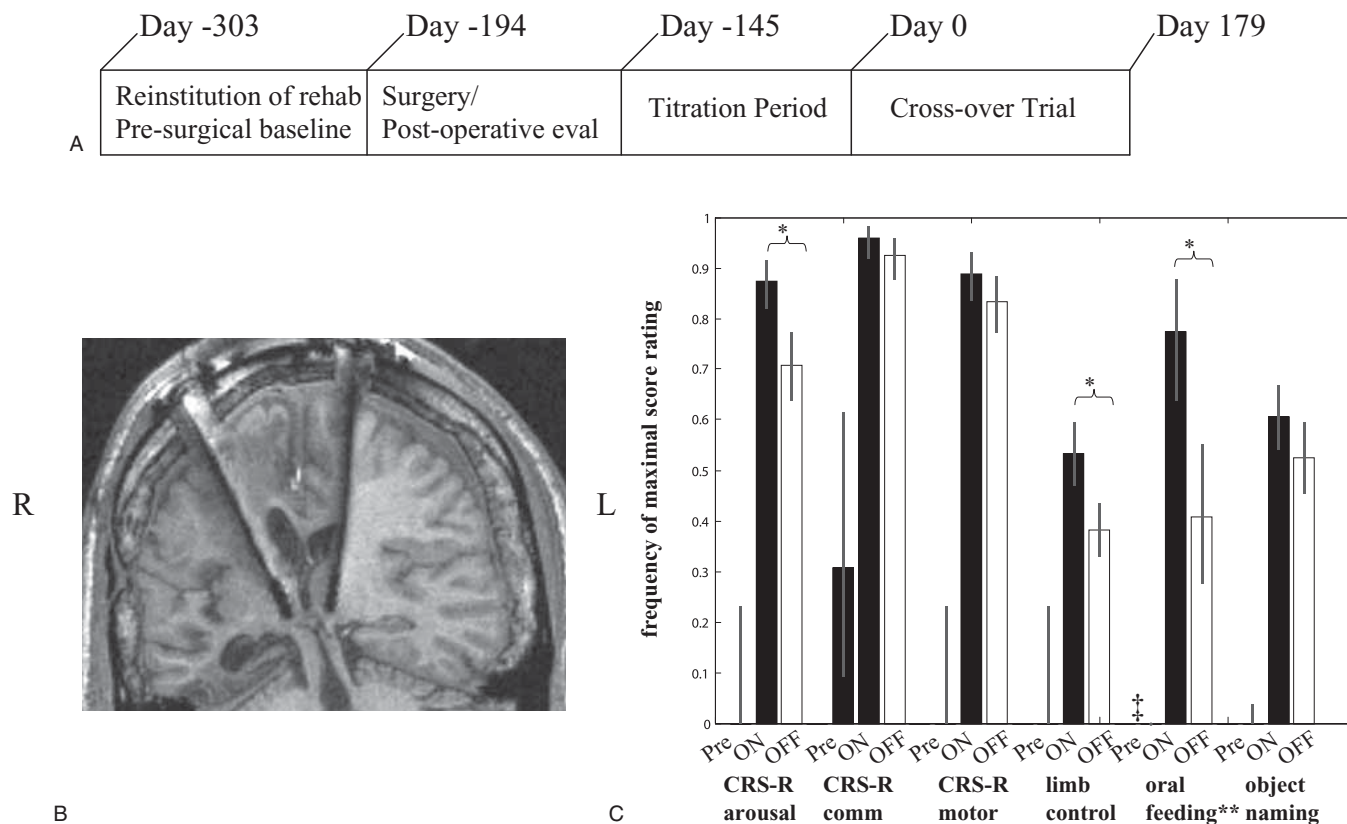 Day -303 Day -194 Day -145 Day 0 Day 179
Reinstitution of rehab Surgery/ Titration Period Cross-over Trial
Pre-surgical baseline Post-operative eval
A
R
L
B
frequency of maximal score rating
1
0.9
0.8
0.7
0.6
0.5
0.4
0.3
0.2
0.1
0
* * *
‡
Pre ON OFF Pre ON OFF Pre ON OFF Pre ON OFF Pre ON OFF Pre ON OFF
CRS-R CRS-R CRS-R limb oral object
arousal comm motor control feeding** naming
C